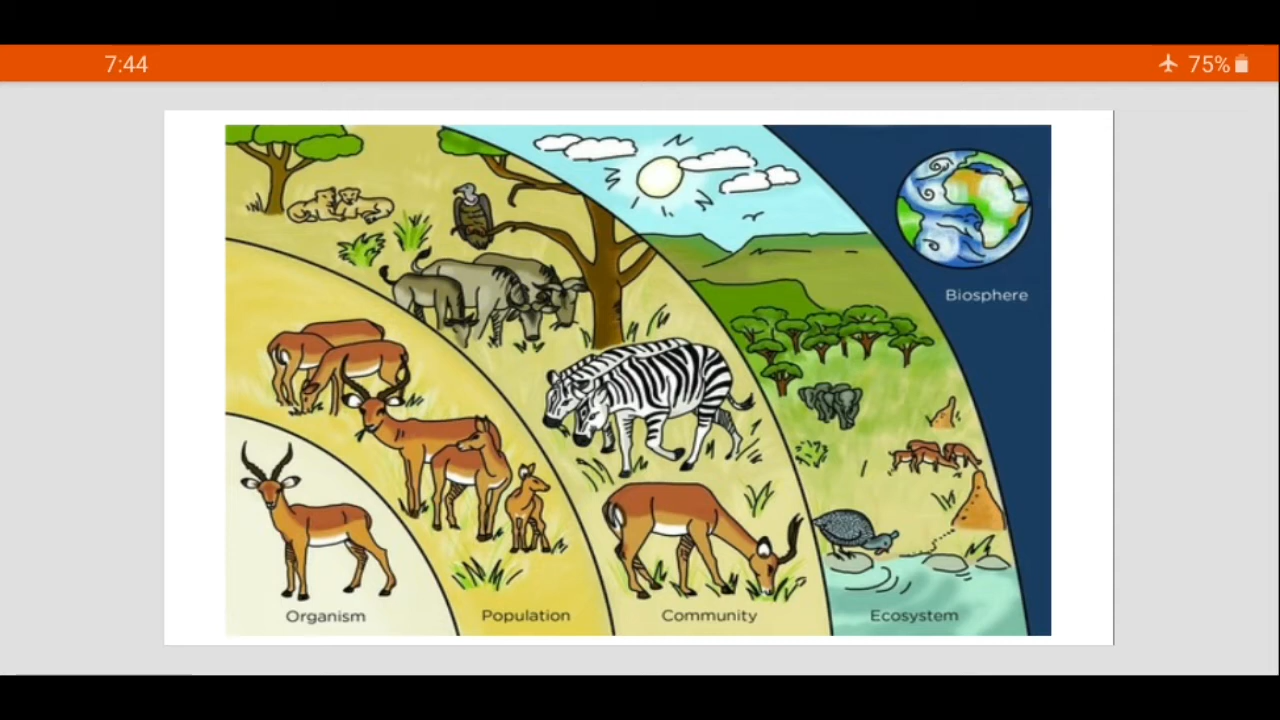 7:44
75%
Biosphere
Organism
Population
Community
Ecosystem